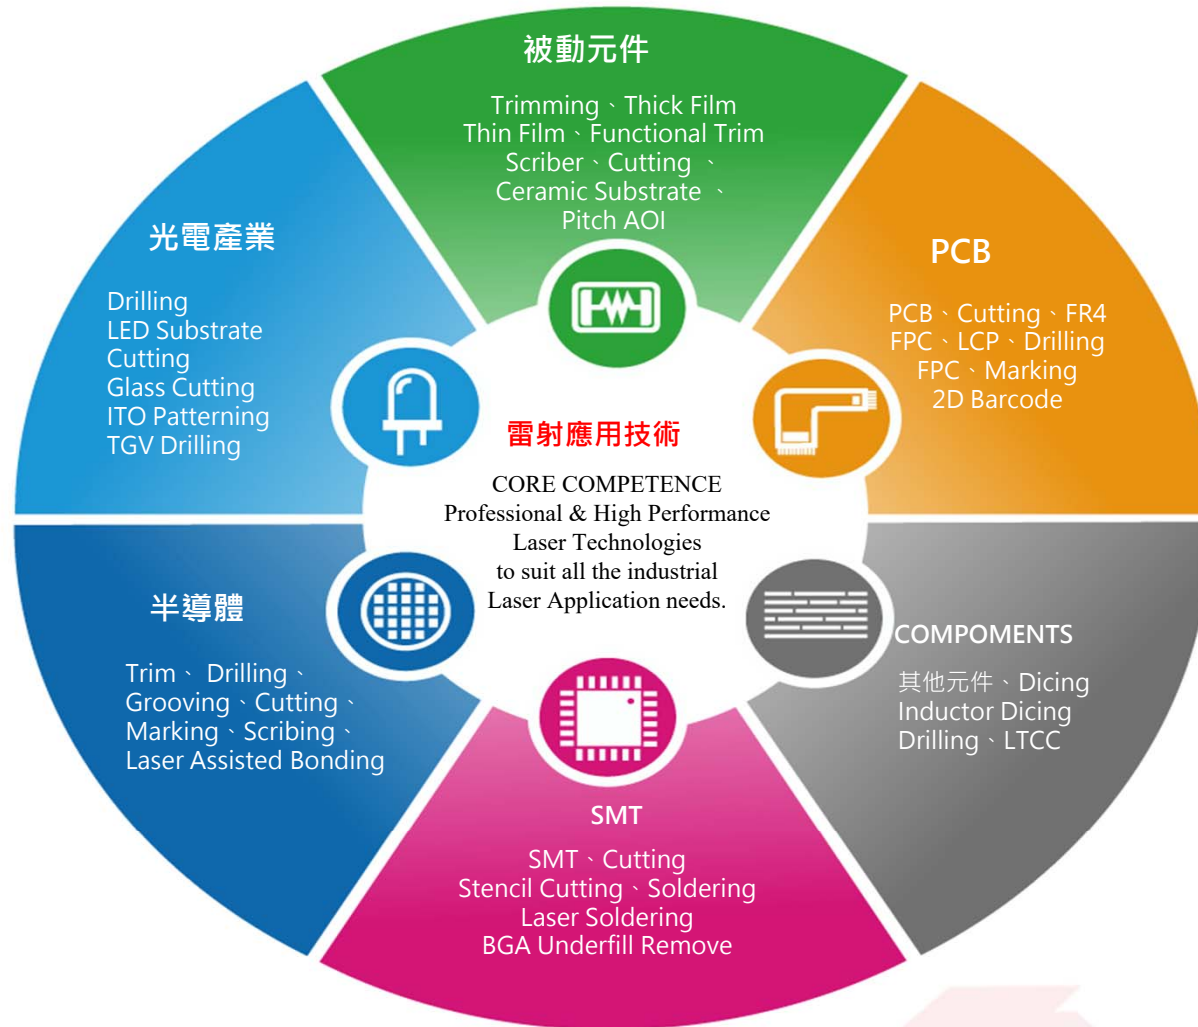 被動元件
Trimming、Thick Film
Thin Film、Functional Trim
Scriber、Cutting 、
Ceramic Substrate 、
Pitch AOI
光電產業
Drilling
LED Substrate
Cutting
Glass Cutting
ITO Patterning
TGV Drilling
PCB
PCB、Cutting、FR4
FPC、LCP、Drilling
FPC、Marking
2D Barcode
雷射應用技術
CORE COMPETENCE
Professional & High Performance
Laser Technologies
to suit all the industrial
Laser Application needs.
半導體
Trim、 Drilling、
Grooving、Cutting、
Marking、Scribing、
Laser Assisted Bonding
COMPOMENTS
其他元件、Dicing
Inductor Dicing
Drilling、LTCC
SMT
SMT、Cutting
Stencil Cutting、Soldering
Laser Soldering
BGA Underfill Remove